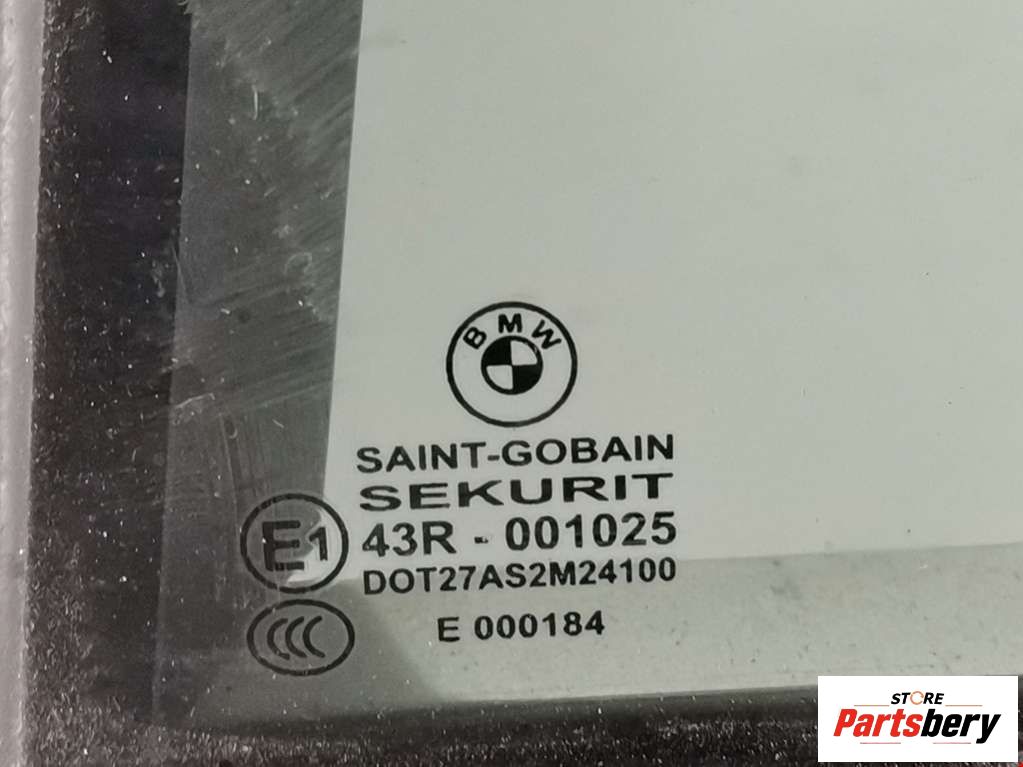 BMW
SAINT-GOBAIN
SEKURIT
E1 43R - 001025
DOT27AS2M24100
CCC
E 000184
STORE
Partsbery